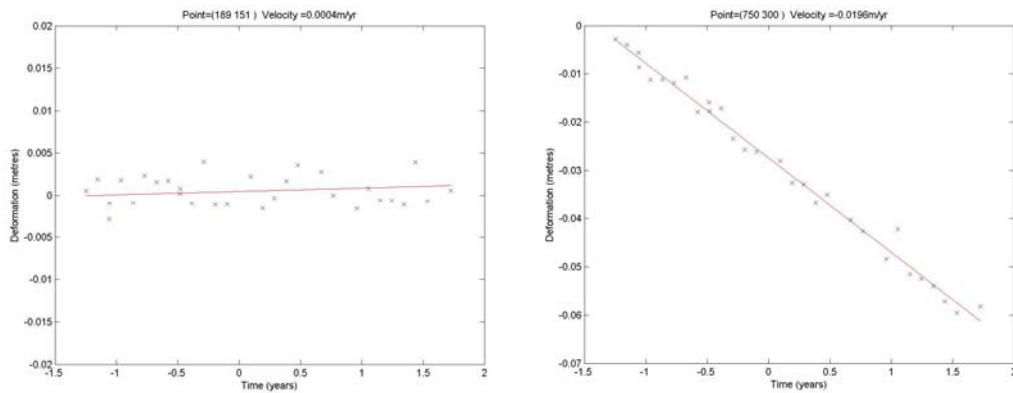 Point=(189 151 )  Velocity =0.0004m/yr
0.02
0.015
0.01
0.005
0
-0.005
-0.01
-0.015
-0.02
Deformation (metres)
-1.5 -1 -0.5 0 0.5 1 1.5 2
Time (years)
Point=(750 300 )  Velocity=-0.0196m/yr
0
-0.01
-0.02
-0.03
-0.04
-0.05
-0.06
-0.07
Deformation (metres)
-1.5 -1 -0.5 0 0.5 1 1.5 2
Time (years)